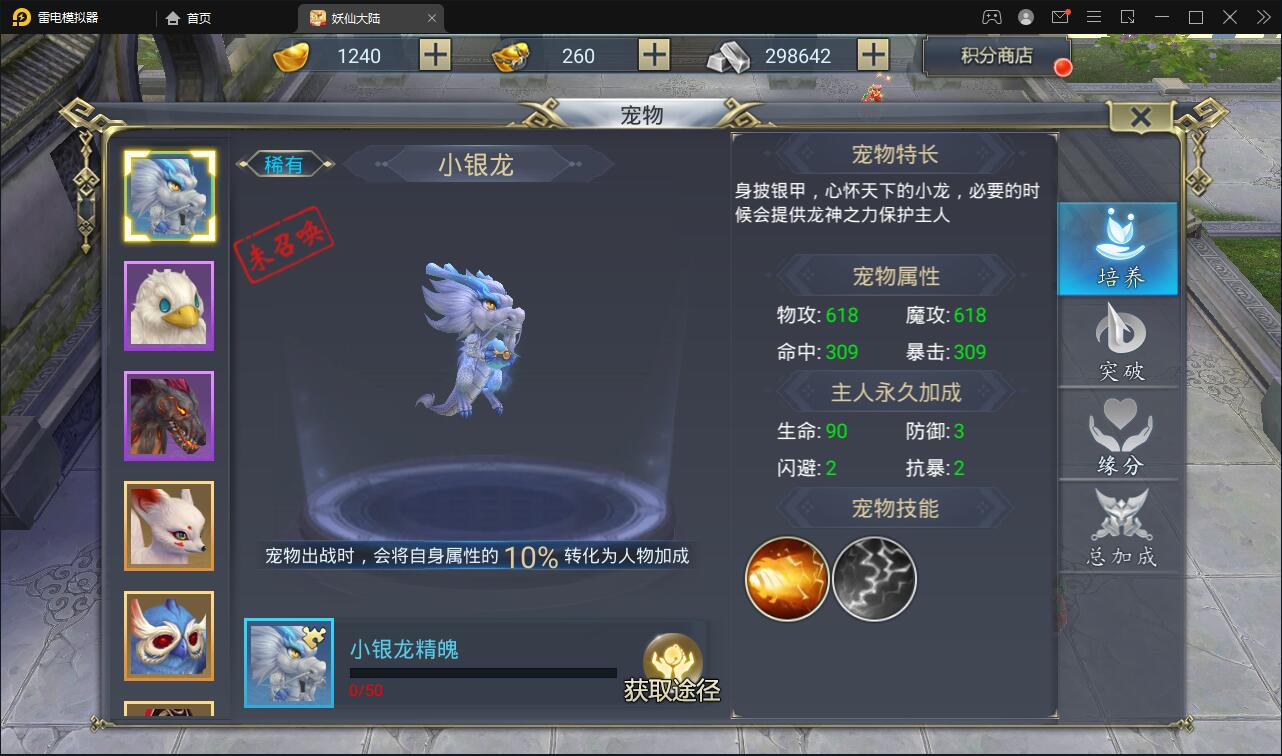 雷电模拟器
首页
妖仙大陆
1240
260
298642
积分商店
宠物
稀有
小银龙
未召唤
宠物出战时，会将自身属性的10%转化为人物加成
小银龙精魄
0/50
获取途径
宠物特长
身披银甲，心怀天下的小龙，必要的时
候会提供龙神之力保护主人
宠物属性
物攻:618 魔攻:618
命中:309 暴击:309
主人永久加成
生命:90 防御:3
闪避:2 抗暴:2
宠物技能
培养
突破
缘分
总加成